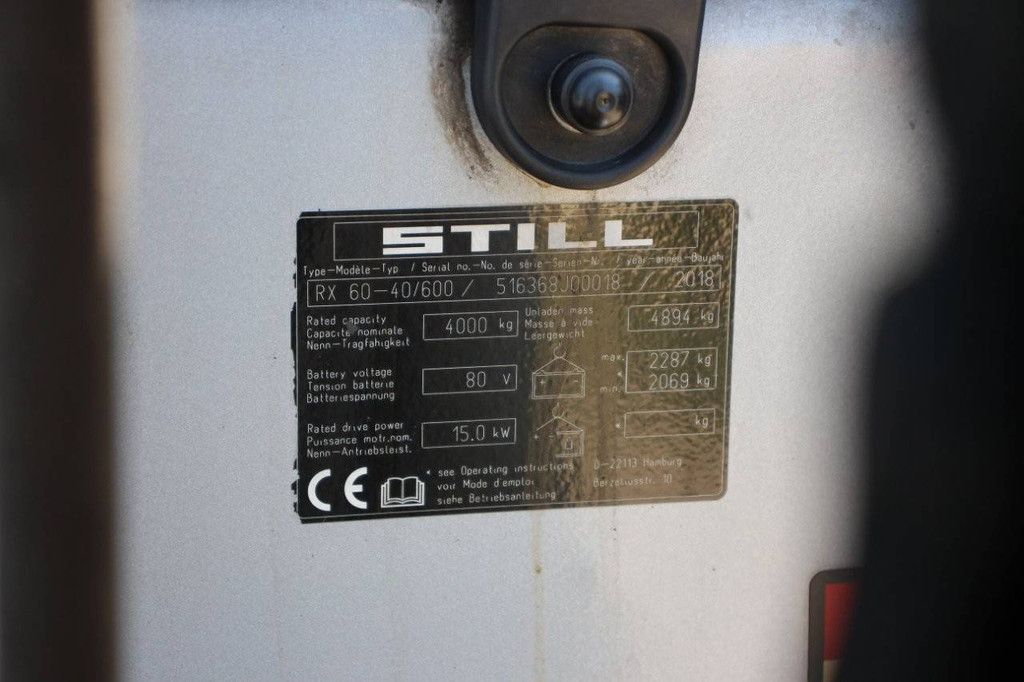 STILL
Type-Modèle-Typ / Serial no.-No. de série-Serien-Nr. / year-année-Baujahr
RX 60-40/600 / 516368J00018 / 2018
Rated capacity
Capacité nominale
Nenn-Tragfähigkeit
4000 kg
Unladen mass
Masse à vide
Leergewicht
4894 kg
Battery voltage
Tension batterie
Batteriespannung
80 V
max. 2287 kg
*
min. 2069 kg
Rated drive power
Puissance motr.nom.
Nenn-Antriebsleist.
15.0 kW
* kg
CE
* see Operating instructions
voir Mode d'emploi
siehe Betriebsanleitung
D-22113 Hamburg
Berzeliusstr. 10